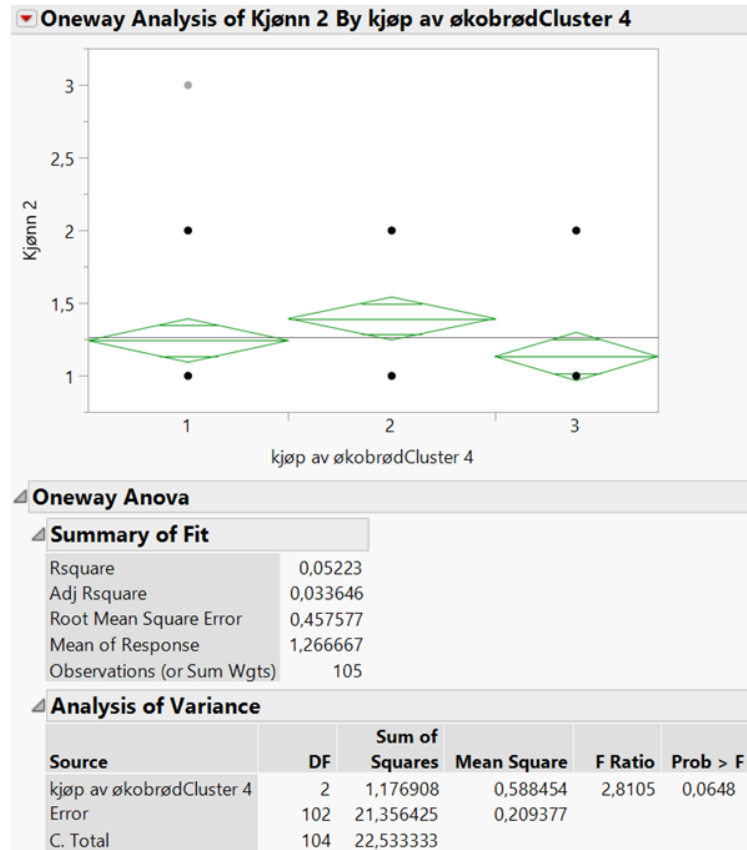 Oneway Analysis of Kjønn 2 By kjøp av økobrødCluster 4
3
2,5
2
1,5
1
Kjønn 2
1 2 3
kjøp av økobrødCluster 4
Oneway Anova
Summary of Fit
Rsquare 0,05223
Adj Rsquare 0,033646
Root Mean Square Error 0,457577
Mean of Response 1,266667
Observations (or Sum Wgts) 105
Analysis of Variance
Source DF Sum of Squares Mean Square F Ratio Prob > F
kjøp av økobrødCluster 4 2 1,176908 0,588454 2,8105 0,0648
Error 102 21,356425 0,209377
C. Total 104 22,533333